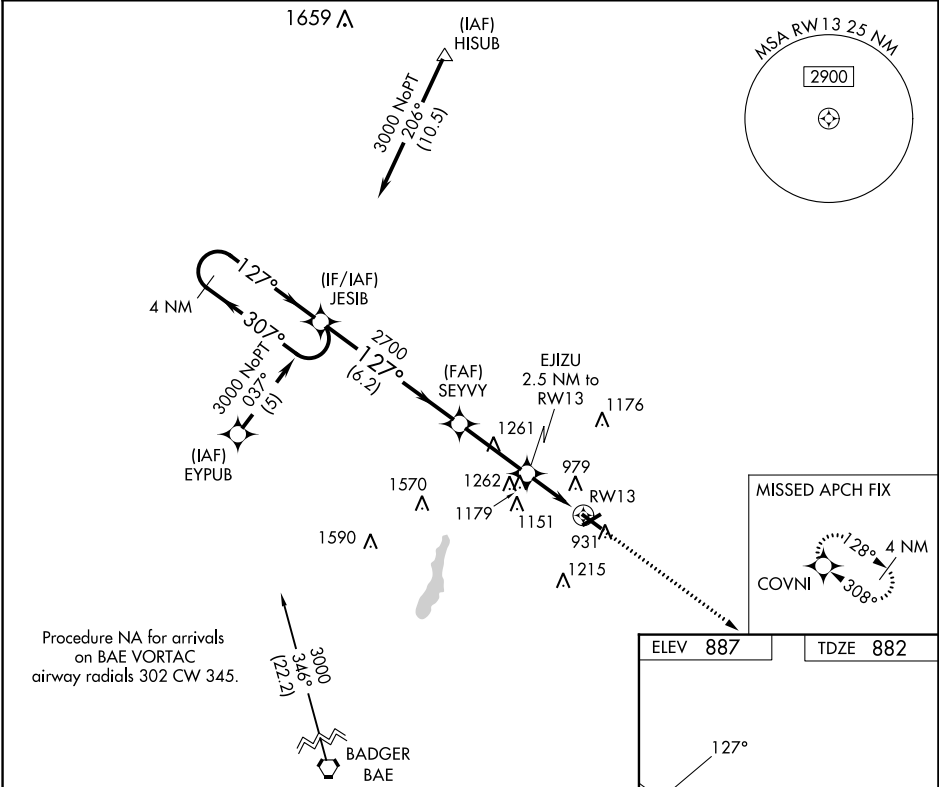 1659
(IAF)
HISUB
3000 NoPT
206°
(10.5)
MSA RW13 25 NM
2900
127°
4 NM
307°
(IF/IAF)
JESIB
2700
127°
(6.2)
3000 NoPT
037°
(5)
(IAF)
EYPUB
(FAF)
SEYVY
EJIZU
2.5 NM to
RW13
1176
1261
1262
979
1570
1179
1151
RW13
1590
931
1215
MISSED APCH FIX
128°
4 NM
COVNI
308°
Procedure NA for arrivals
on BAE VORTAC
airway radials 302 CW 345.
3000
346°
(22.2)
BADGER
BAE
ELEV 887
TDZE 882
127°